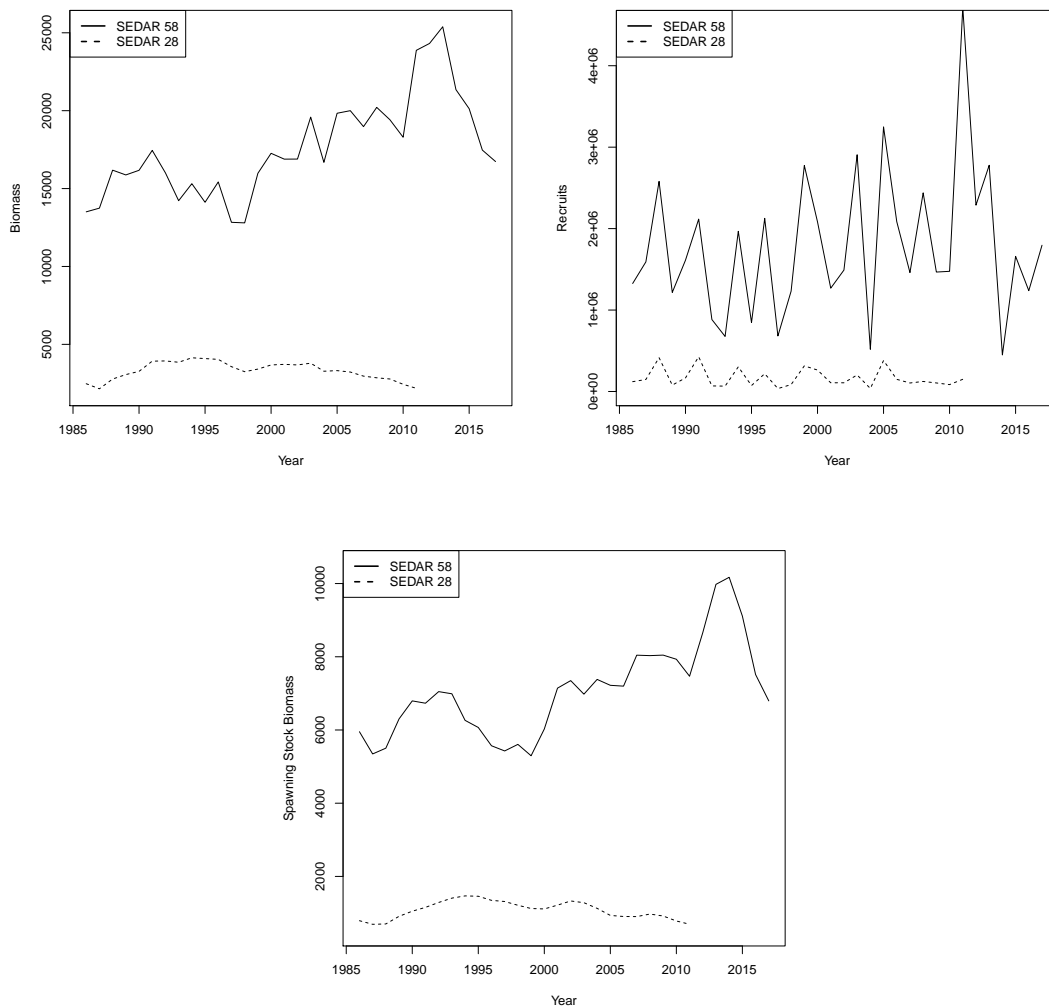 SEDAR 58
SEDAR 28
Biomass
25000
20000
15000
10000
5000
1985 1990 1995 2000 2005 2010 2015
Year
SEDAR 58
SEDAR 28
Recruits
4e+06
3e+06
2e+06
1e+06
0e+00
1985 1990 1995 2000 2005 2010 2015
Year
SEDAR 58
SEDAR 28
Spawning Stock Biomass
10000
8000
6000
4000
2000
1985 1990 1995 2000 2005 2010 2015
Year